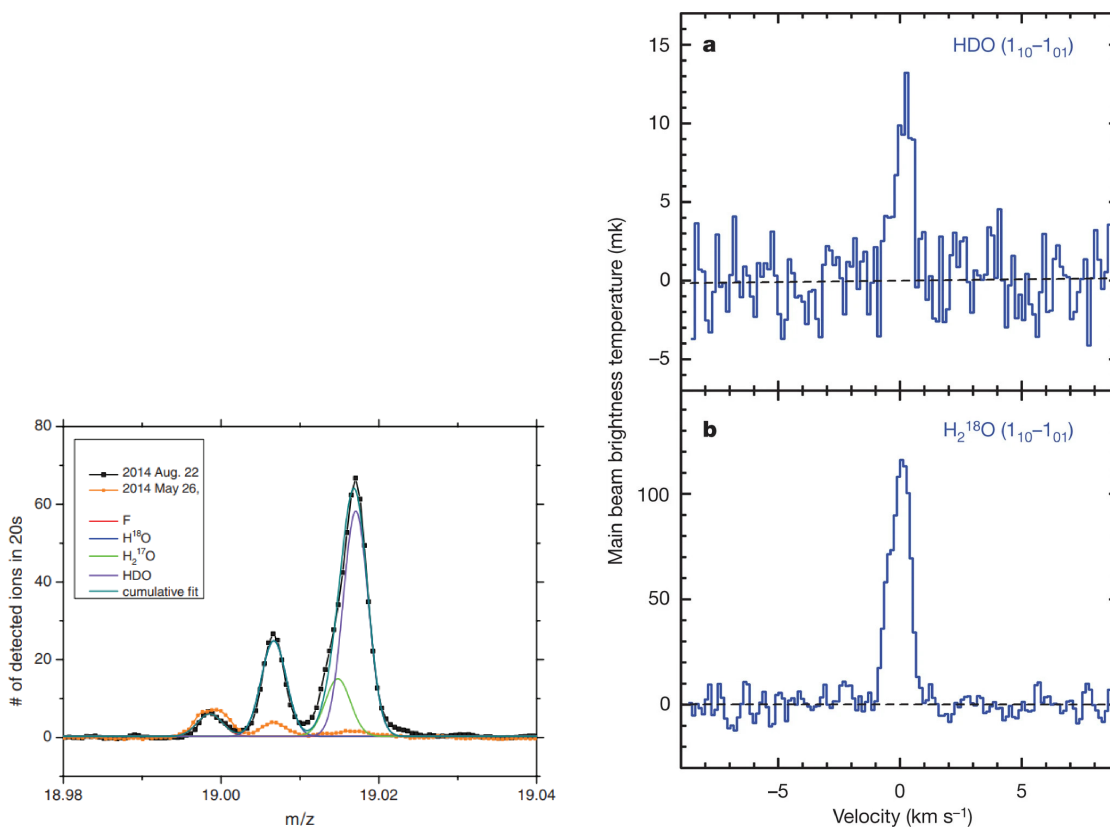 80
60
40
20
0
# of detected ions in 20s
2014 Aug. 22
2014 May 26,
F
H¹⁸O
H₂¹⁷O
HDO
cumulative fit
18.98 19.00 19.02 19.04
m/z
a
HDO (1₁₀–1₀₁)
15
10
5
0
−5
Main beam brightness temperature (mk)
b
H₂¹⁸O (1₁₀–1₀₁)
100
50
0
−5 0 5
Velocity (km s⁻¹)